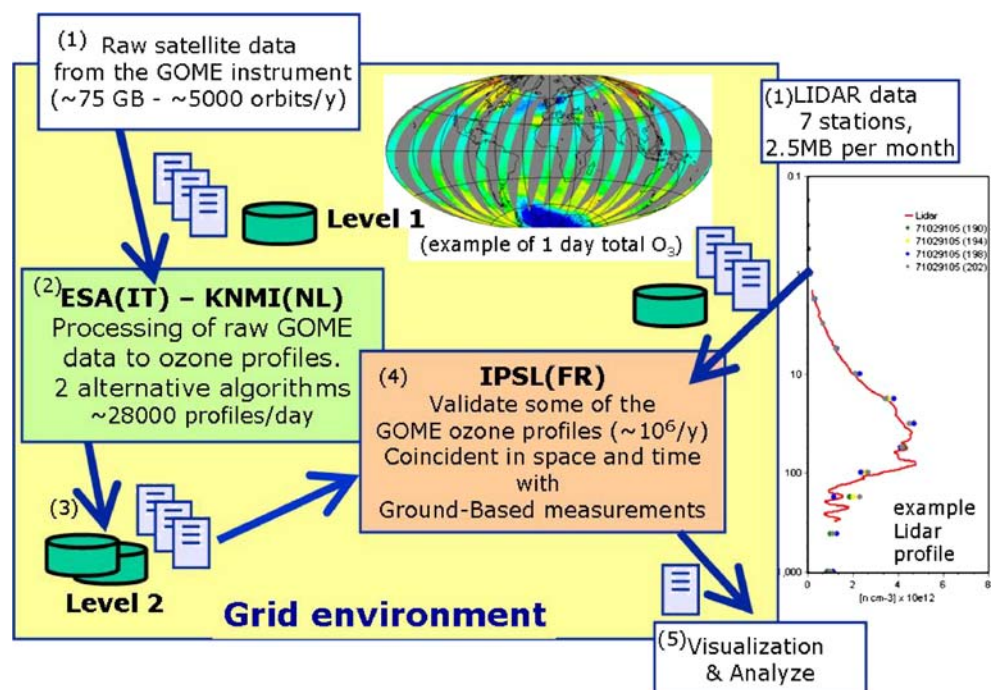 (1) Raw satellite data
from the GOME instrument
(~75 GB - ~5000 orbits/y)
(1) LIDAR data
7 stations,
2.5MB per month
Level 1
(example of 1 day total O₃)
(2) ESA(IT) – KNMI(NL)
Processing of raw GOME
data to ozone profiles.
2 alternative algorithms
~28000 profiles/day
(4) IPSL(FR)
Validate some of the
GOME ozone profiles (~10⁶/y)
Coincident in space and time
with
Ground-Based measurements
(3)
Level 2
Grid environment
(5) Visualization
& Analyze
0.1
Lidar
71029105 (190)
71029105 (194)
71029105 (198)
71029105 (202)
10
100
example
Lidar
profile
,000
0 2 4 6 8
[n cm-3] x 10e12